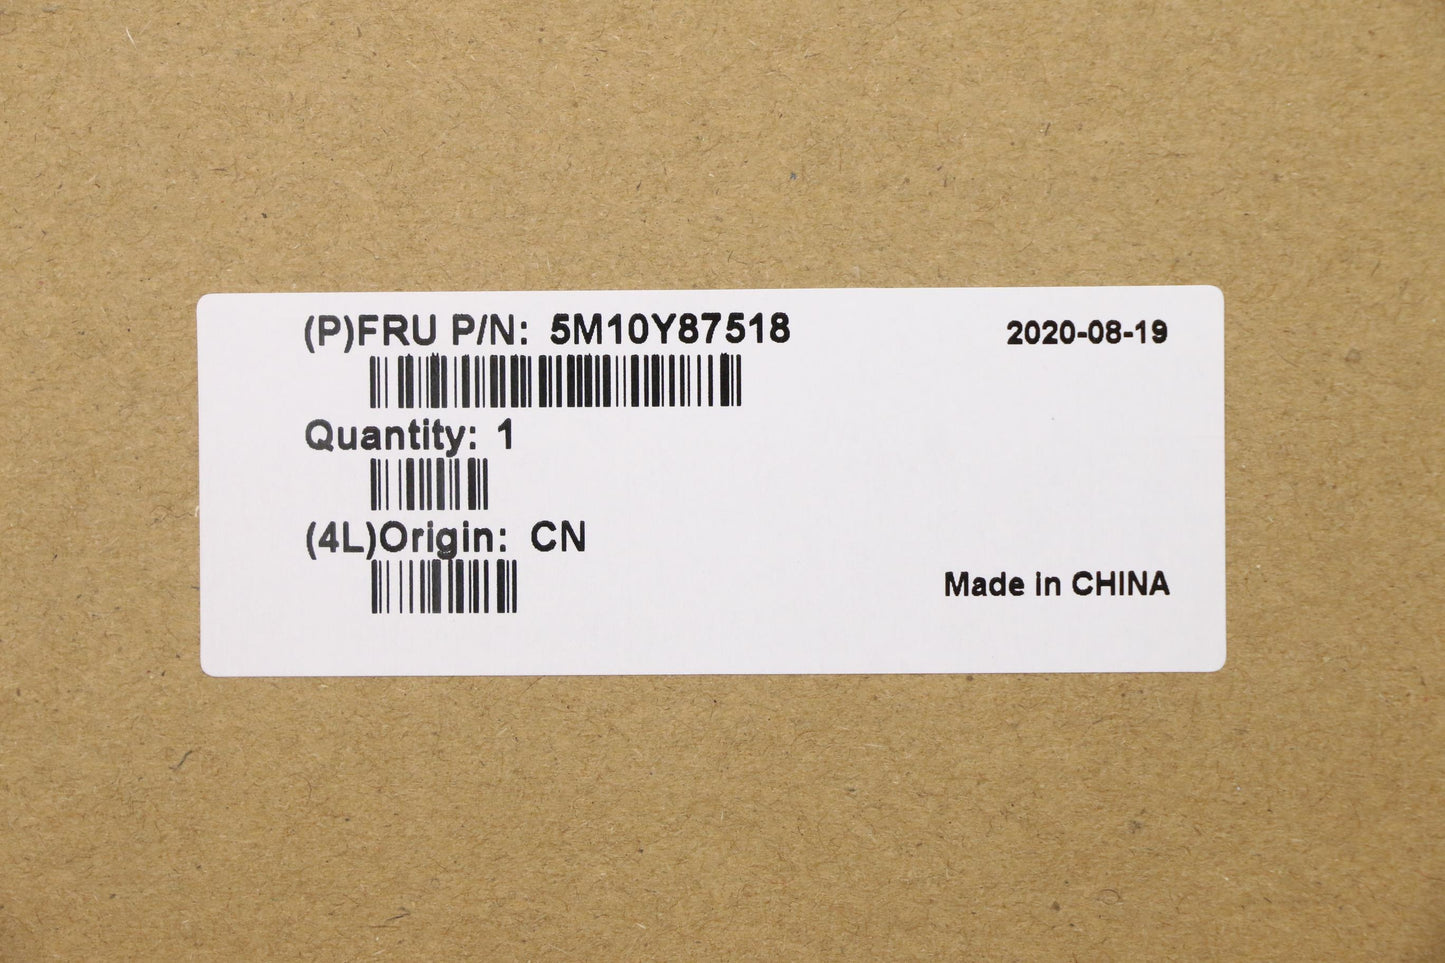 (P)FRU P/N: 5M10Y87518 2020-08-19
Quantity: 1
(4L)Origin: CN
Made in CHINA